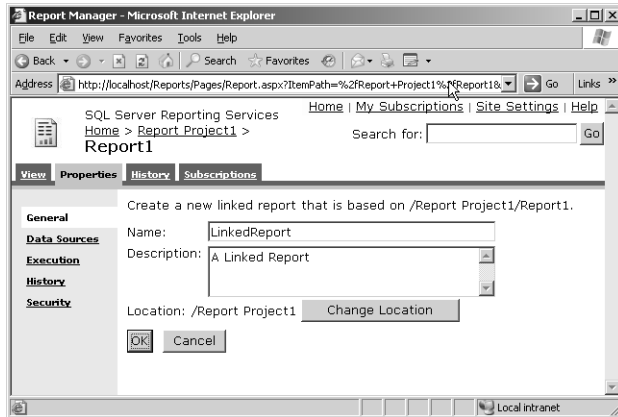 Report Manager - Microsoft Internet Explorer
File Edit View Favorites Tools Help
Back Search Favorites
Address http://localhost/Reports/Pages/Report.aspx?ItemPath=%2fReport+Project1%2fReport1& Go Links »
Home | My Subscriptions | Site Settings | Help
SQL Server Reporting Services
Home > Report Project1 >
Report1
Search for: Go
View Properties History Subscriptions
General
Data Sources
Execution
History
Security
Create a new linked report that is based on /Report Project1/Report1.
Name: LinkedReport
Description: A Linked Report
Location: /Report Project1 Change Location
OK Cancel
Local intranet